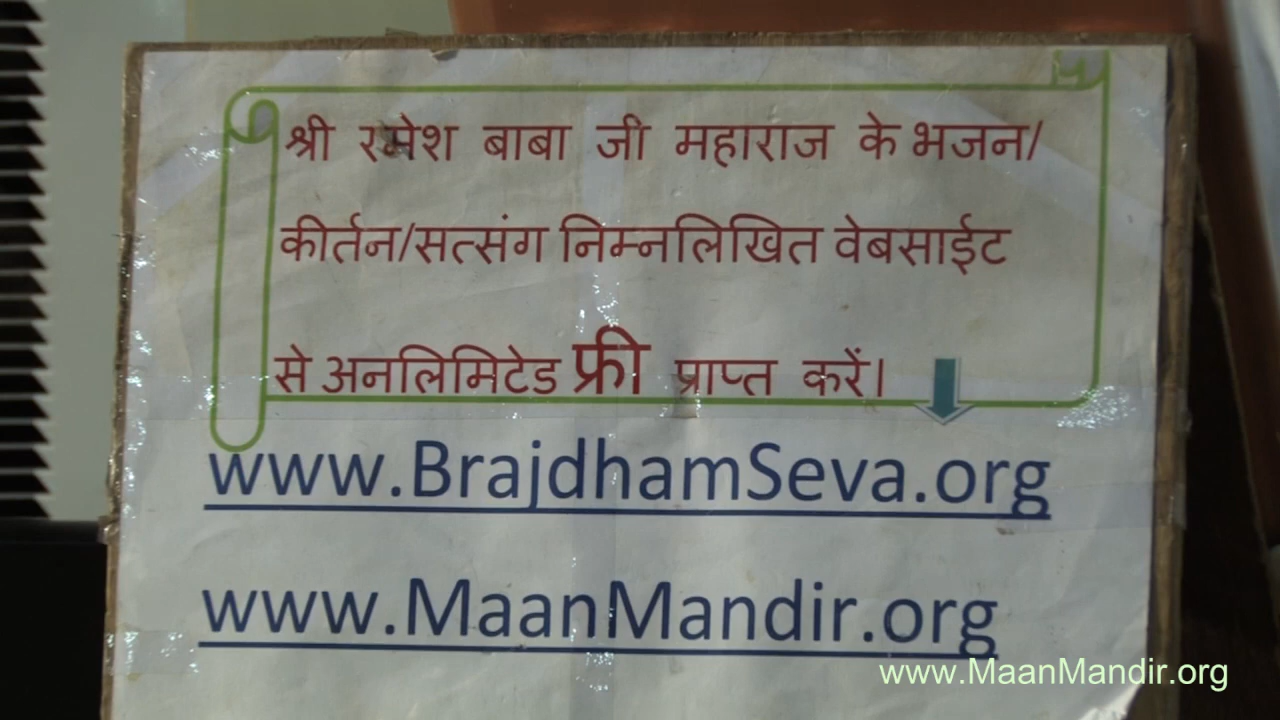 श्री रमेश बाबा जी महाराज के भजन/
कीर्तन/सत्संग निम्नलिखित वेबसाईट
से अनलिमिटेड फ्री प्राप्त करें।
www.BrajdhamSeva.org
www.MaanMandir.org
www.MaanMandir.org